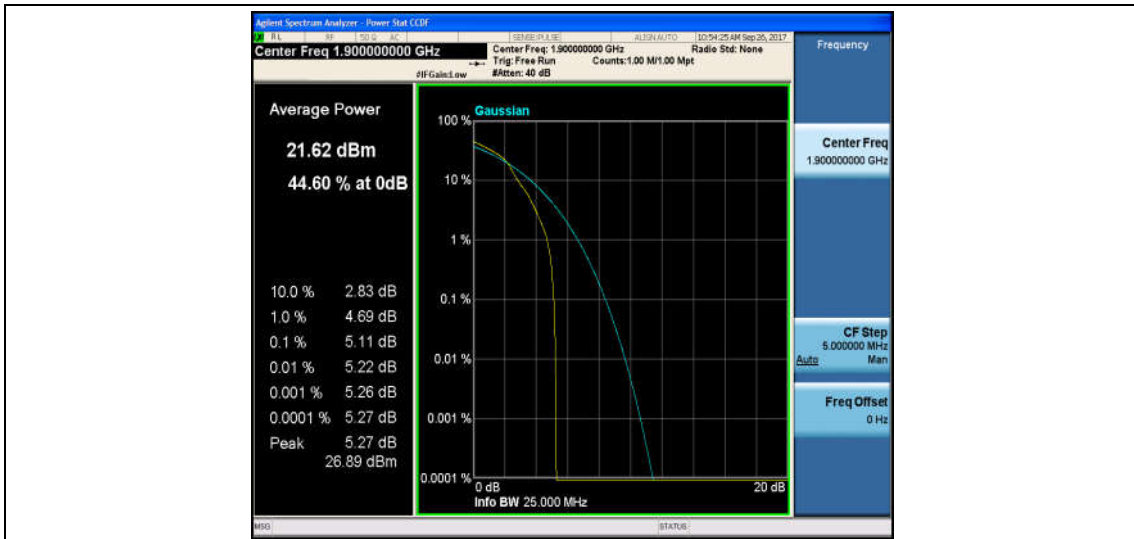 Agilent Spectrum Analyzer - Power Stat CCDF
RL RF 50 Ω AC SENSE:PULSE ALIGN AUTO 10:54:25 AM Sep 26, 2017
Center Freq 1.900000000 GHz
Center Freq: 1.900000000 GHz Radio Std: None
Trig: Free Run Counts:1.00 M/1.00 Mpt
#IFGain:Low #Atten: 40 dB
Frequency
Average Power
21.62 dBm
44.60 % at 0dB
10.0 % 2.83 dB
1.0 % 4.69 dB
0.1 % 5.11 dB
0.01 % 5.22 dB
0.001 % 5.26 dB
0.0001 % 5.27 dB
Peak 5.27 dB
26.89 dBm
Gaussian
100 %
10 %
1 %
0.1 %
0.01 %
0.001 %
0.0001 %
0 dB 20 dB
Info BW 25.000 MHz
Center Freq
1.900000000 GHz
CF Step
5.000000 MHz
Auto Man
Freq Offset
0 Hz
MSG STATUS